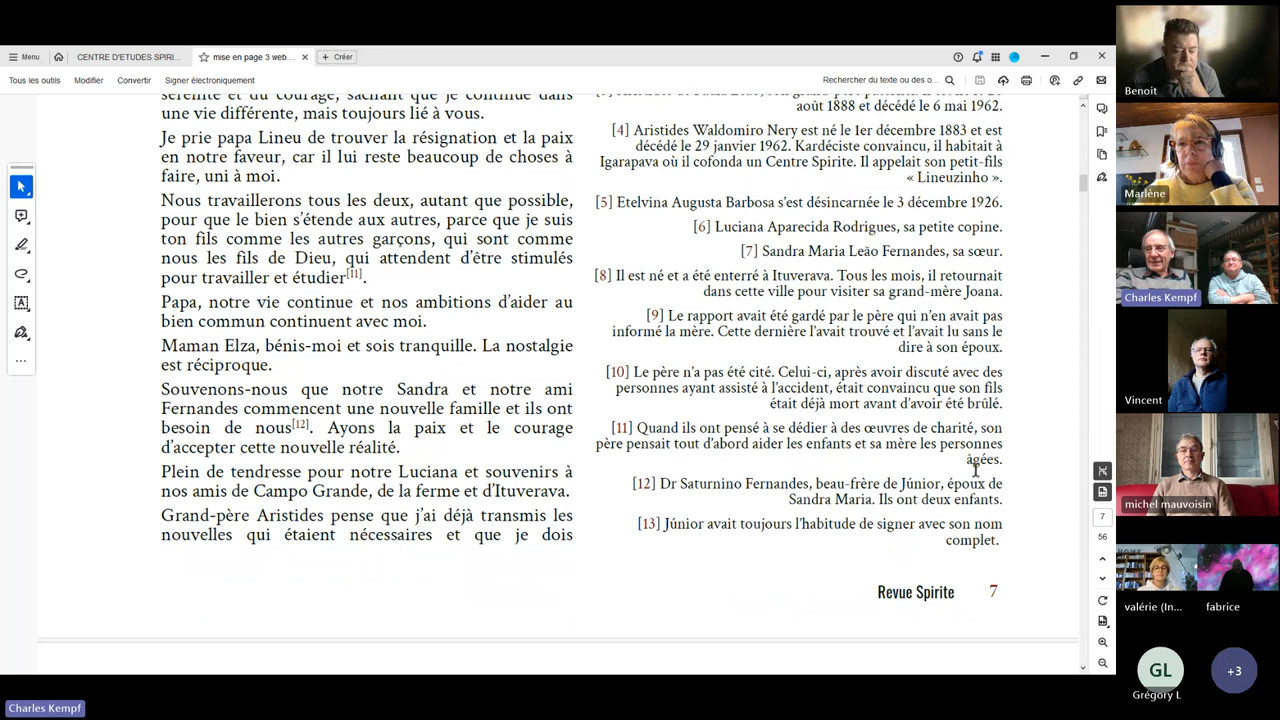 Menu
CENTRE D'ETUDES SPIRI...
mise en page 3 web....
Créer
Tous les outils
Modifier
Convertir
Signer électroniquement
Rechercher du texte ou des o...
sérénité et du courage, sachant que je continue dans
une vie différente, mais toujours lié à vous.
Je prie papa Lineu de trouver la résignation et la paix
en notre faveur, car il lui reste beaucoup de choses à
faire, uni à moi.
Nous travaillerons tous les deux, autant que possible,
pour que le bien s'étende aux autres, parce que je suis
ton fils comme les autres garçons, qui sont comme
nous les fils de Dieu, qui attendent d'être stimulés
pour travailler et étudier[11].
Papa, notre vie continue et nos ambitions d'aider au
bien commun continuent avec moi.
Maman Elza, bénis-moi et sois tranquille. La nostalgie
est réciproque.
Souvenons-nous que notre Sandra et notre ami
Fernandes commencent une nouvelle famille et ils ont
besoin de nous[12]. Ayons la paix et le courage
d'accepter cette nouvelle réalité.
Plein de tendresse pour notre Luciana et souvenirs à
nos amis de Campo Grande, de la ferme et d'Ituverava.
Grand-père Aristides pense que j'ai déjà transmis les
nouvelles qui étaient nécessaires et que je dois
août 1888 et décédé le 6 mai 1962.
[4] Aristides Waldomiro Nery est né le 1er décembre 1883 et est
décédé le 29 janvier 1962. Kardéciste convaincu, il habitait à
Igarapava où il cofonda un Centre Spirite. Il appelait son petit-fils
« Lineuzinho ».
[5] Etelvina Augusta Barbosa s'est désincarnée le 3 décembre 1926.
[6] Luciana Aparecida Rodrigues, sa petite copine.
[7] Sandra Maria Leão Fernandes, sa sœur.
[8] Il est né et a été enterré à Ituverava. Tous les mois, il retournait
dans cette ville pour visiter sa grand-mère Joana.
[9] Le rapport avait été gardé par le père qui n'en avait pas
informé la mère. Cette dernière l'avait trouvé et l'avait lu sans le
dire à son époux.
[10] Le père n'a pas été cité. Celui-ci, après avoir discuté avec des
personnes ayant assisté à l'accident, était convaincu que son fils
était déjà mort avant d'avoir été brûlé.
[11] Quand ils ont pensé à se dédier à des œuvres de charité, son
père pensait tout d'abord aider les enfants et sa mère les personnes
âgées.
[12] Dr Saturnino Fernandes, beau-frère de Júnior, époux de
Sandra Maria. Ils ont deux enfants.
[13] Júnior avait toujours l'habitude de signer avec son nom
complet.
Revue Spirite 7
7
56
Benoit
Marlène
Charles Kempf
Vincent
michel mauvoisin
valérie (In...
fabrice
GL
Grégory L
+3
Charles Kempf